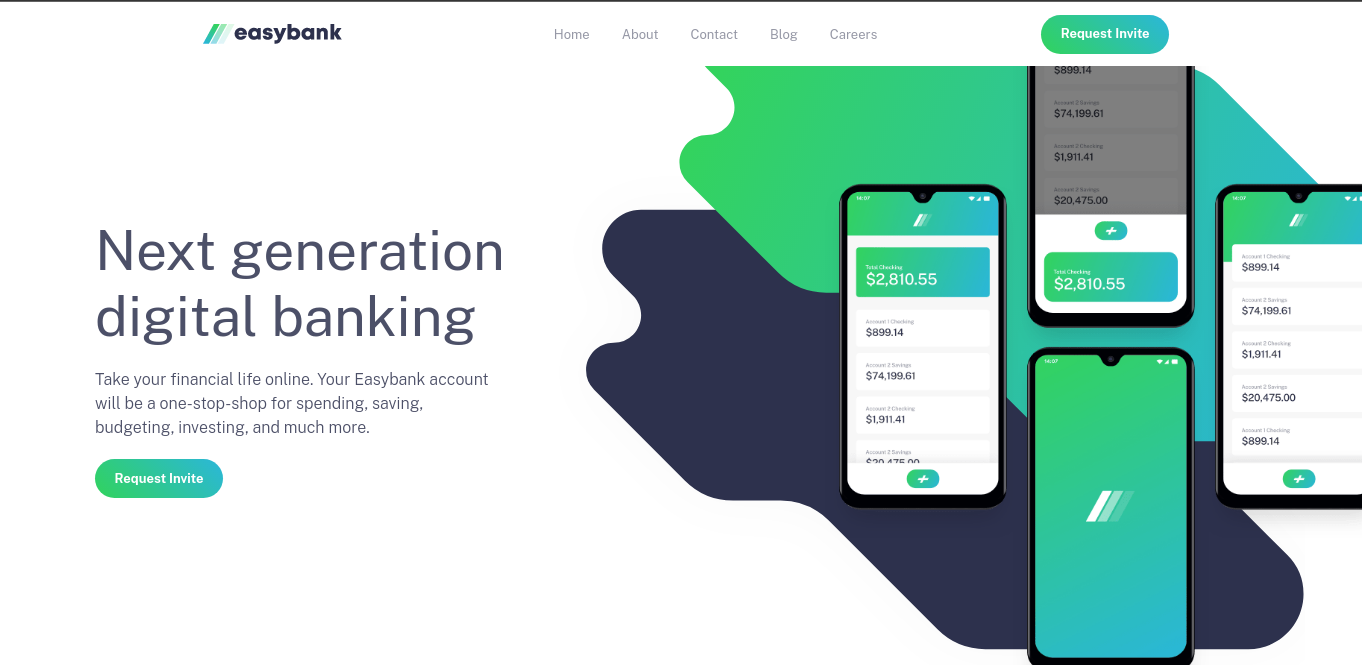 easybank
Home
About
Contact
Blog
Careers
Request Invite
Next generation
digital banking
Take your financial life online. Your Easybank account
will be a one-stop-shop for spending, saving,
budgeting, investing, and much more.
Request Invite
14:07
Total Checking
$2,810.55
Account 1 Checking
$899.14
Account 2 Savings
$74,199.61
Account 2 Checking
$1,911.41
Account 2 Savings
$20,475.00
$899.14
Account 2 Savings
$74,199.61
Account 2 Checking
$1,911.41
Account 2 Savings
$20,475.00
Total Checking
$2,810.55
14:07
14:07
Account 1 Checking
$899.14
Account 2 Savings
$74,199.61
Account 2 Checking
$1,911.41
Account 2 Savings
$20,475.00
Account 1 Checking
$899.14